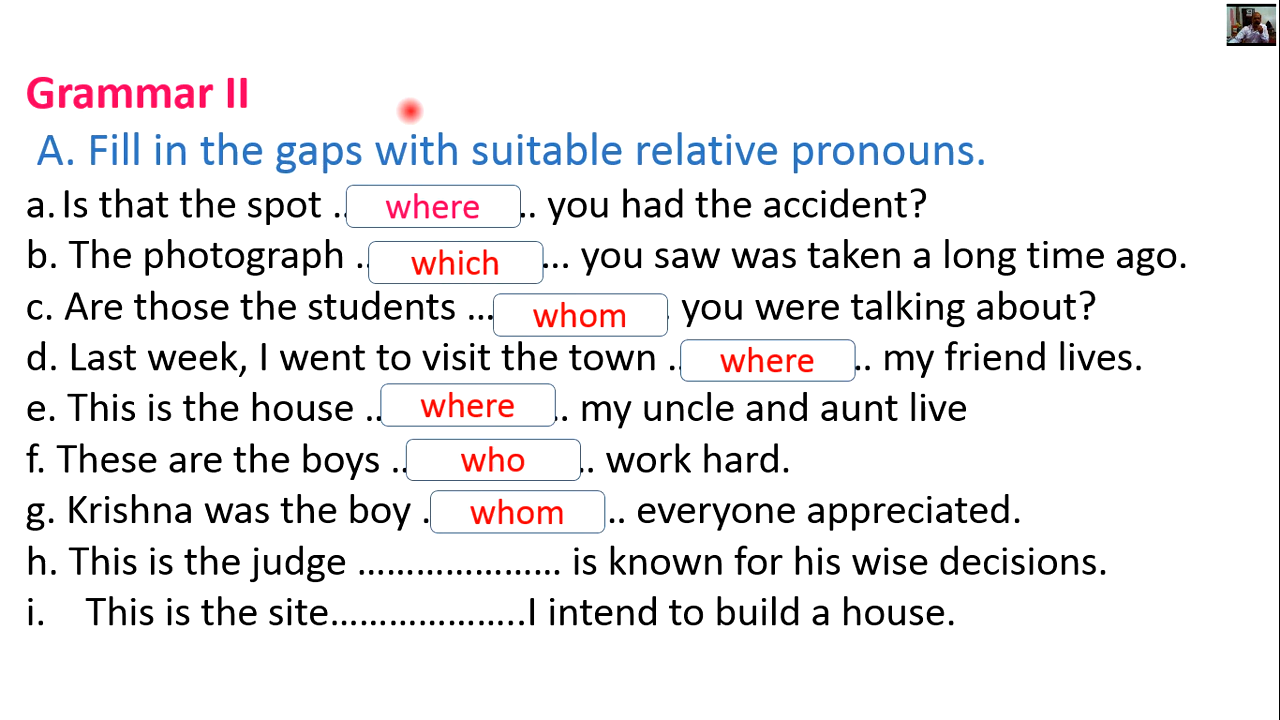 Grammar II
A. Fill in the gaps with suitable relative pronouns.
a. Is that the spot .. where .. you had the accident?
b. The photograph .. which ... you saw was taken a long time ago.
c. Are those the students ... whom . you were talking about?
d. Last week, I went to visit the town .. where .. my friend lives.
e. This is the house .. where .. my uncle and aunt live
f. These are the boys .. who .. work hard.
g. Krishna was the boy . whom .. everyone appreciated.
h. This is the judge ………………… is known for his wise decisions.
i. This is the site………………..I intend to build a house.